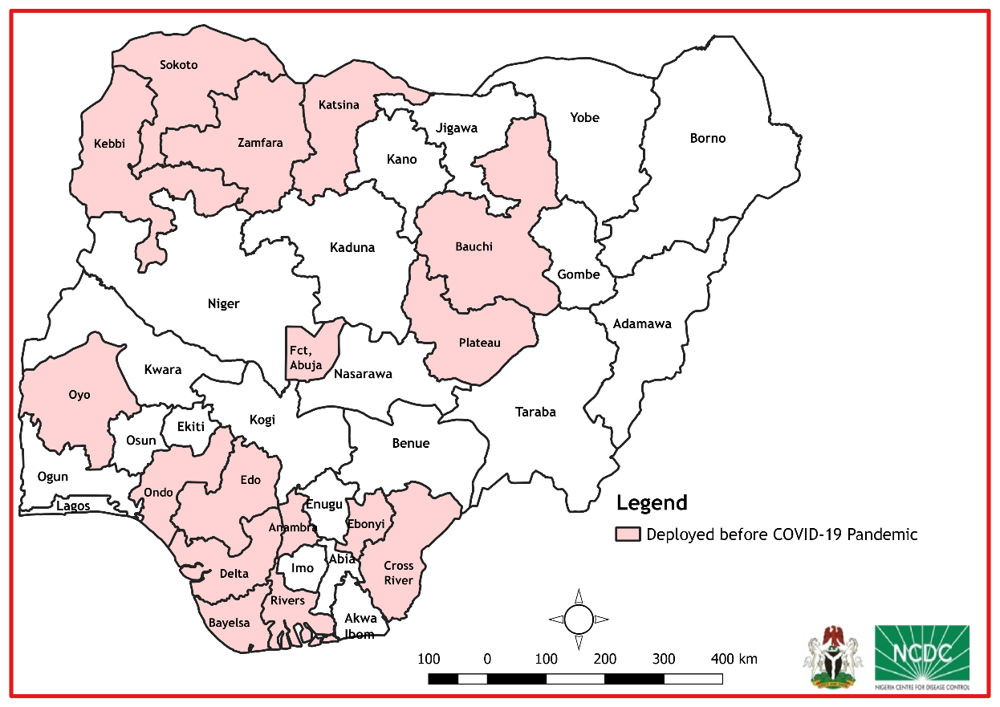 Sokoto
Katsina
Kebbi
Zamfara
Jigawa
Kano
Yobe
Borno
Kaduna
Bauchi
Gombe
Niger
Adamawa
Plateau
Fct,
Abuja
Nasarawa
Kwara
Oyo
Kogi
Taraba
Ekiti
Osun
Benue
Ogun
Edo
Ondo
Lagos
Enugu
Anambra
Ebonyi
Abia
Imo
Cross
River
Delta
Rivers
Bayelsa
Akwa
Ibom
Legend
Deployed before COVID-19 Pandemic
100 0 100 200 300 400 km
NCDC
NIGERIA CENTRE FOR DISEASE CONTROL